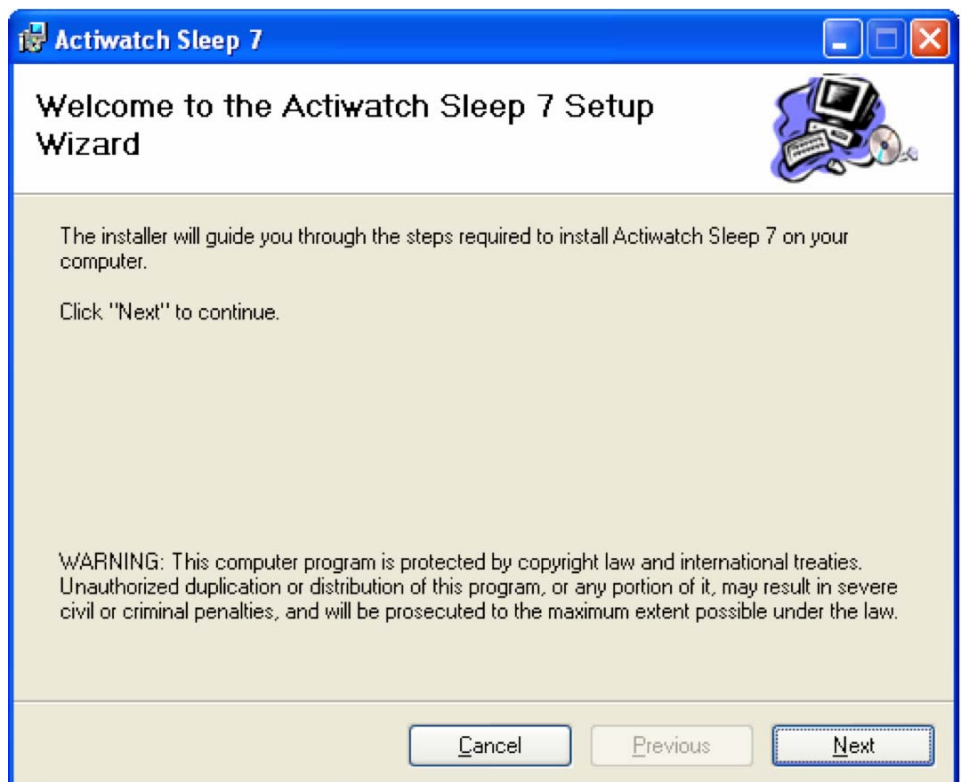 Actiwatch Sleep 7
Welcome to the Actiwatch Sleep 7 Setup
Wizard
The installer will guide you through the steps required to install Actiwatch Sleep 7 on your
computer.
Click "Next" to continue.
WARNING: This computer program is protected by copyright law and international treaties.
Unauthorized duplication or distribution of this program, or any portion of it, may result in severe
civil or criminal penalties, and will be prosecuted to the maximum extent possible under the law.
Cancel Previous Next